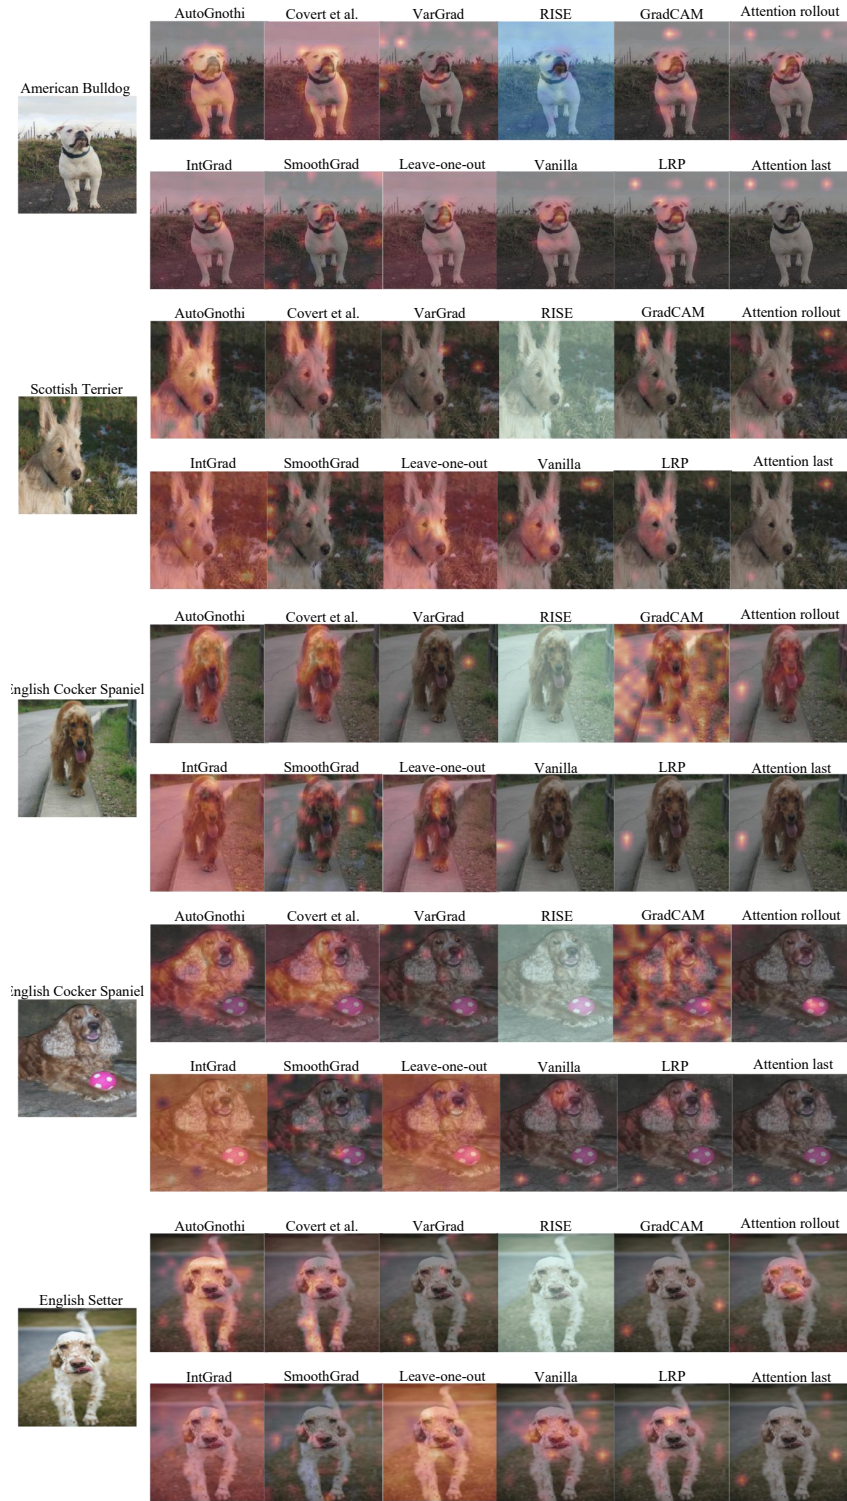 AutoGnothi Covert et al. VarGrad RISE GradCAM Attention rollout
American Bulldog
IntGrad SmoothGrad Leave-one-out Vanilla LRP Attention last
AutoGnothi Covert et al. VarGrad RISE GradCAM Attention rollout
Scottish Terrier
IntGrad SmoothGrad Leave-one-out Vanilla LRP Attention last
AutoGnothi Covert et al. VarGrad RISE GradCAM Attention rollout
English Cocker Spaniel
IntGrad SmoothGrad Leave-one-out Vanilla LRP Attention last
AutoGnothi Covert et al. VarGrad RISE GradCAM Attention rollout
English Cocker Spaniel
IntGrad SmoothGrad Leave-one-out Vanilla LRP Attention last
AutoGnothi Covert et al. VarGrad RISE GradCAM Attention rollout
English Setter
IntGrad SmoothGrad Leave-one-out Vanilla LRP Attention last